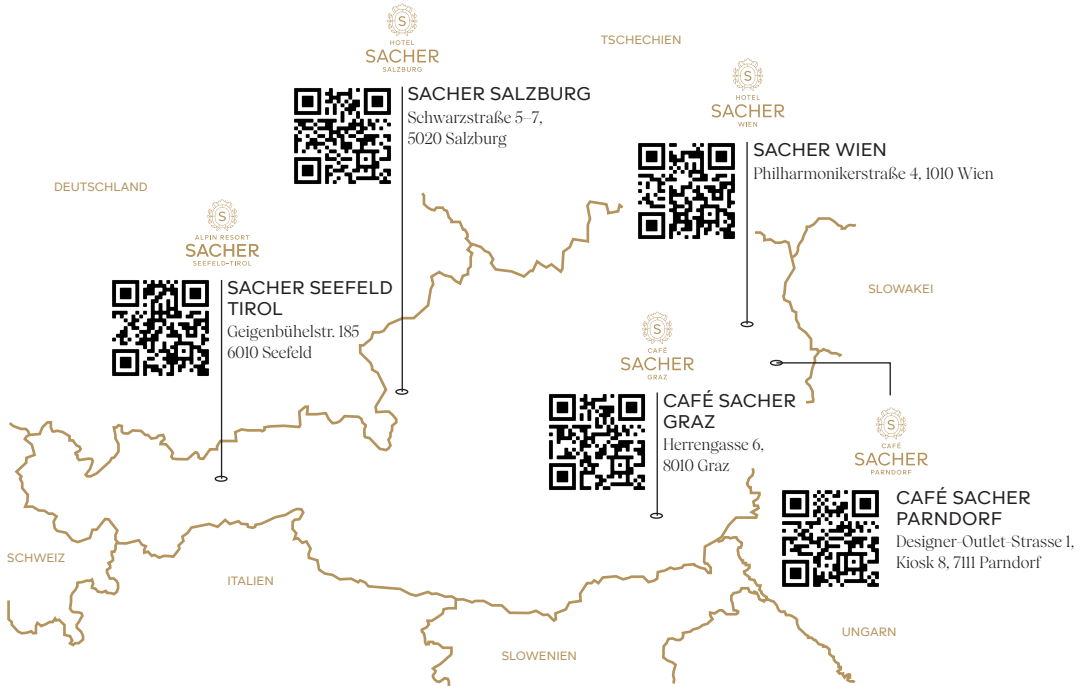 S
HOTEL
SACHER
SALZBURG
TSCHECHIEN
SACHER SALZBURG
Schwarzstraße 5–7,
5020 Salzburg
S
HOTEL
SACHER
WIEN
SACHER WIEN
Philharmonikerstraße 4, 1010 Wien
DEUTSCHLAND
S
ALPIN RESORT
SACHER
SEEFELD–TIROL
SACHER SEEFELD
TIROL
Geigenbühelstr. 185
6010 Seefeld
SLOWAKEI
S
CAFÉ
SACHER
GRAZ
CAFÉ SACHER
GRAZ
Herrengasse 6,
8010 Graz
S
CAFÉ
SACHER
PARNDORF
CAFÉ SACHER
PARNDORF
Designer-Outlet-Strasse 1,
Kiosk 8, 7111 Parndorf
SCHWEIZ
ITALIEN
SLOWENIEN
UNGARN